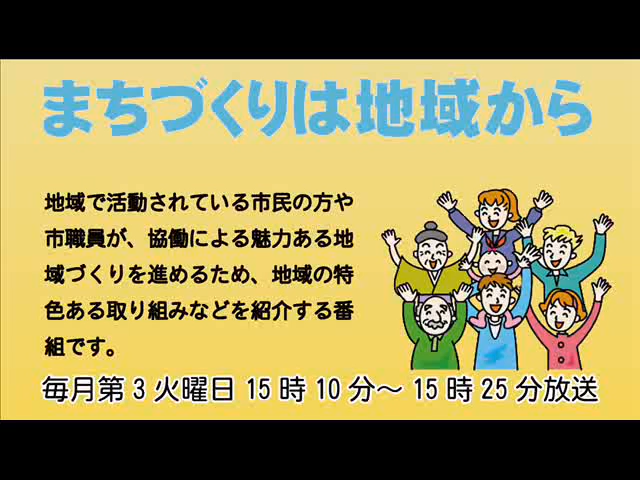 まちづくりは地域から
地域で活動されている市民の方や
市職員が、協働による魅力ある地
域づくりを進めるため、地域の特
色ある取り組みなどを紹介する番
組です。
毎月第3火曜日15時10分～15時25分放送